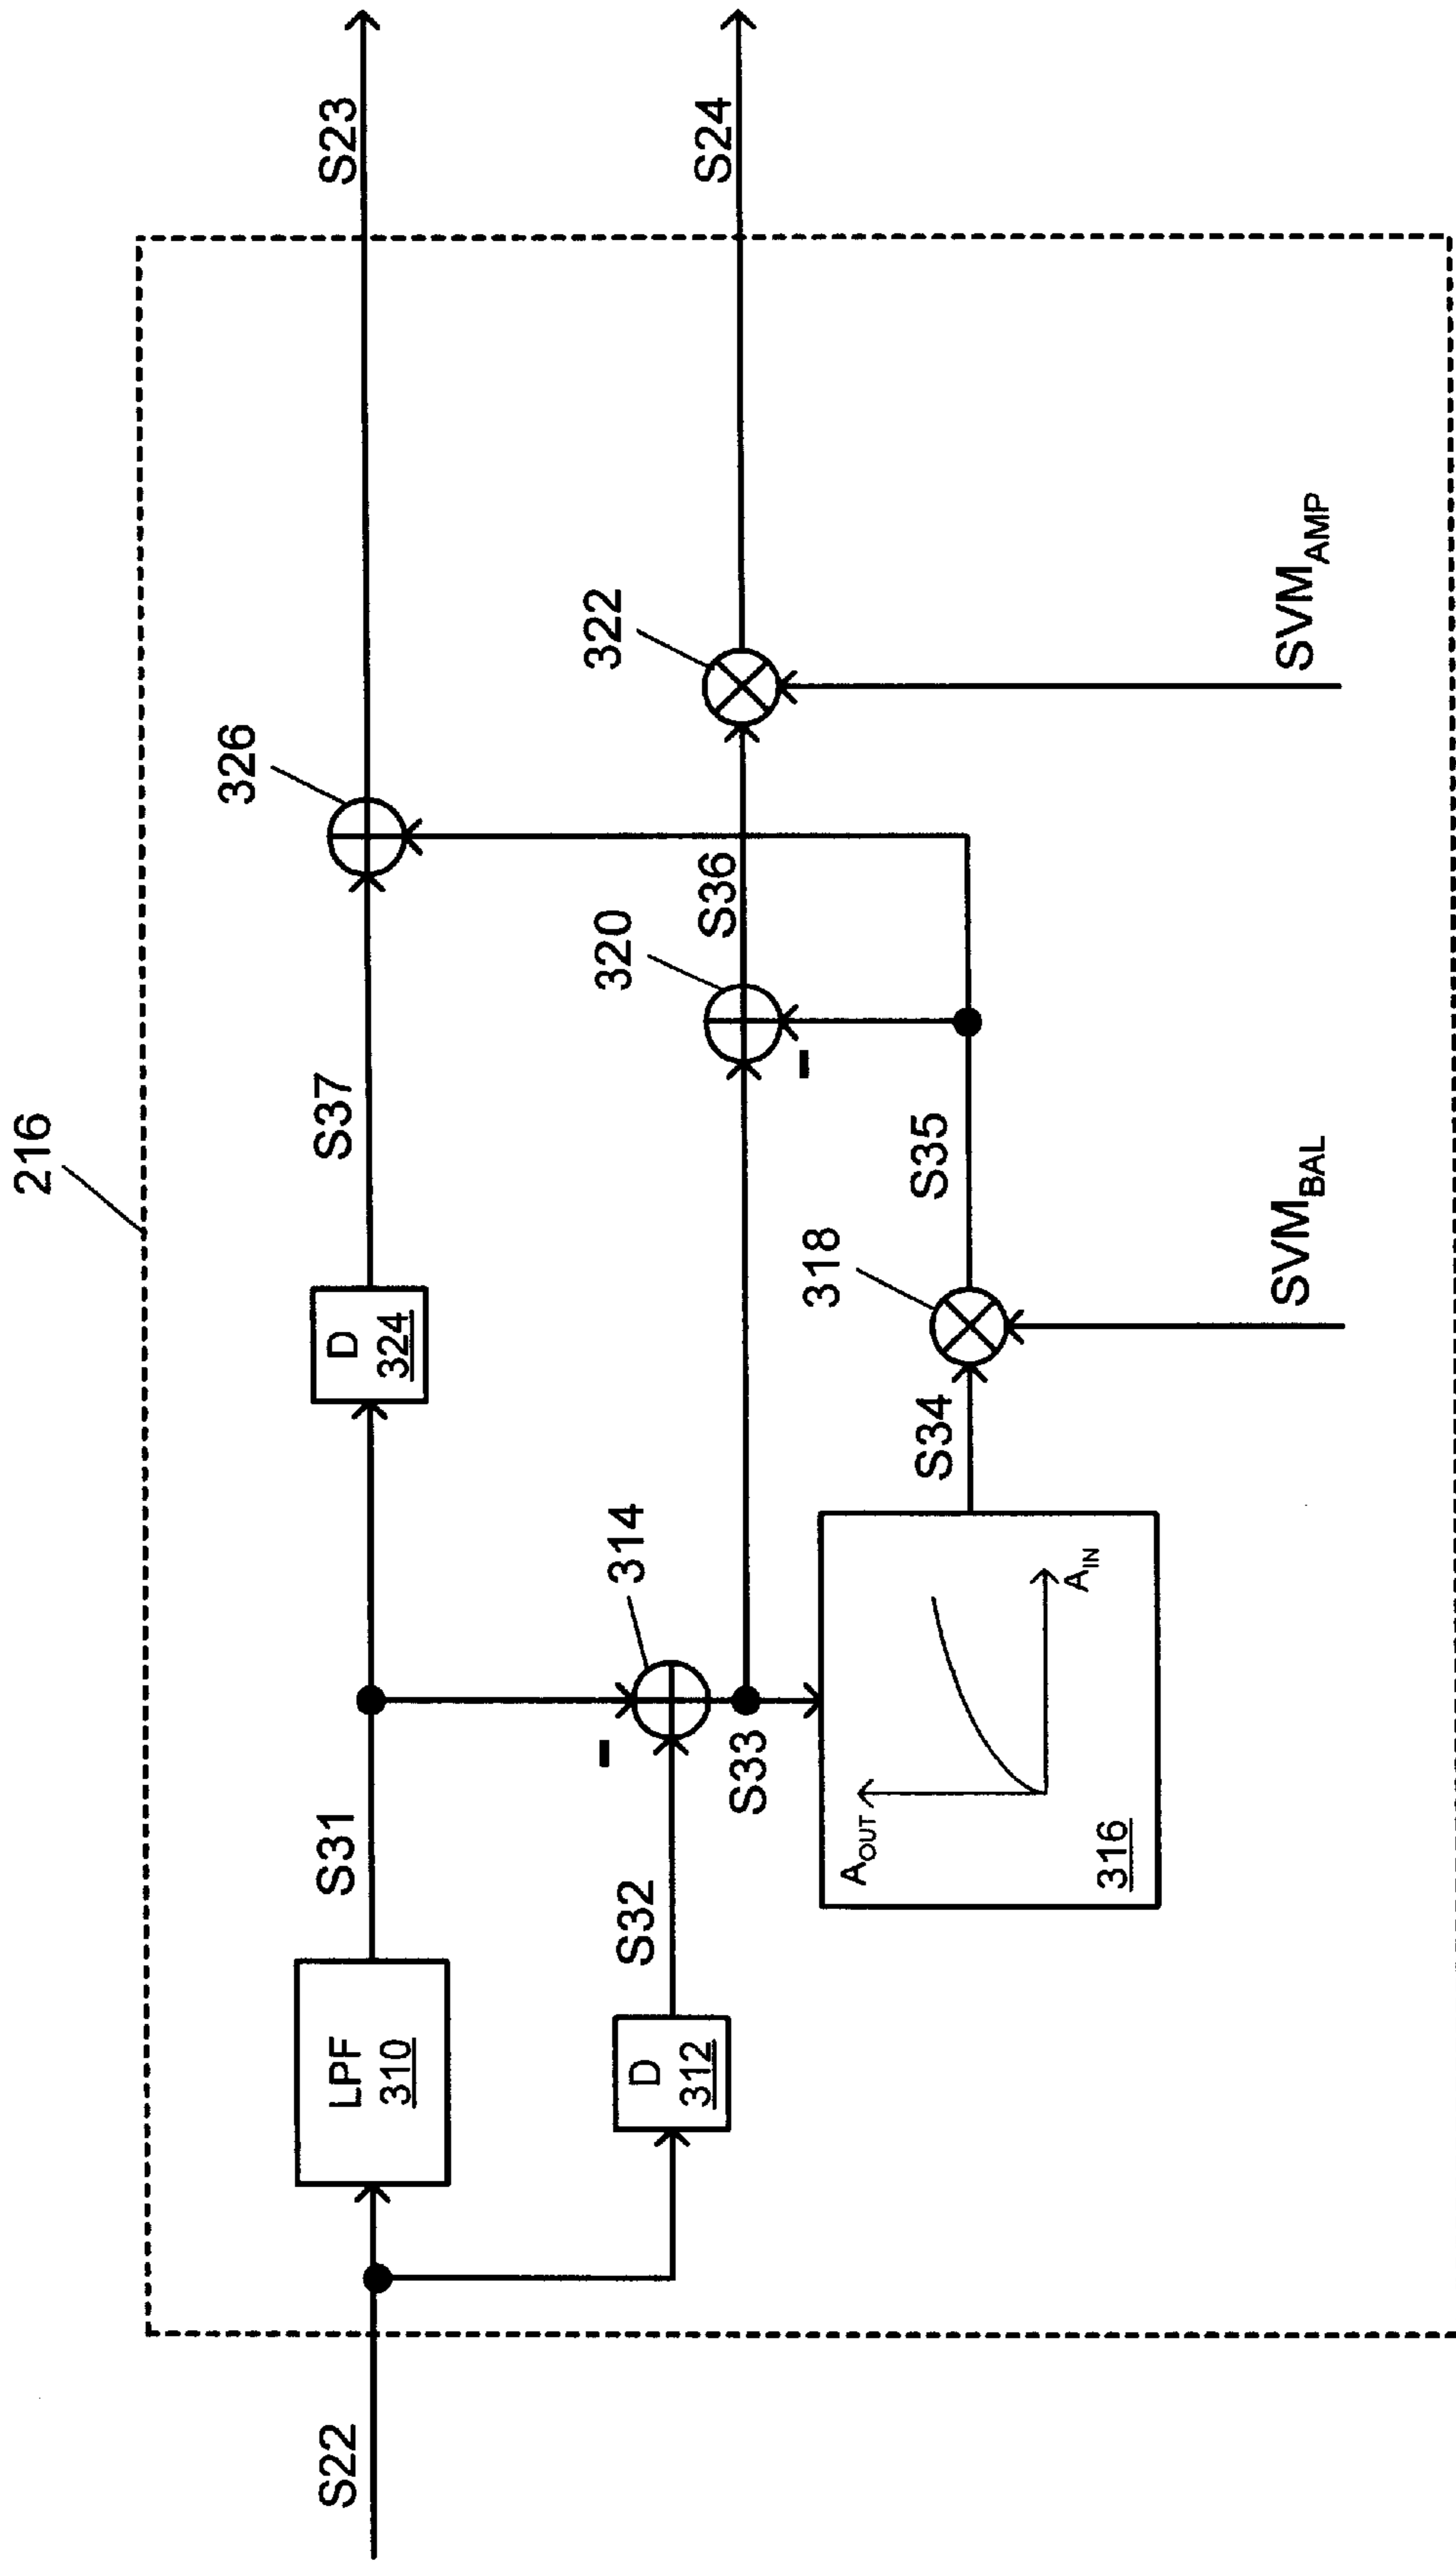 216
S22
LPF
310
S31
D
324
S37
326
S23
D
312
S32
-
314
S33
320
-
S36
322
S24
A_OUT
A_IN
316
S34
318
S35
SVM_BAL
SVM_AMP